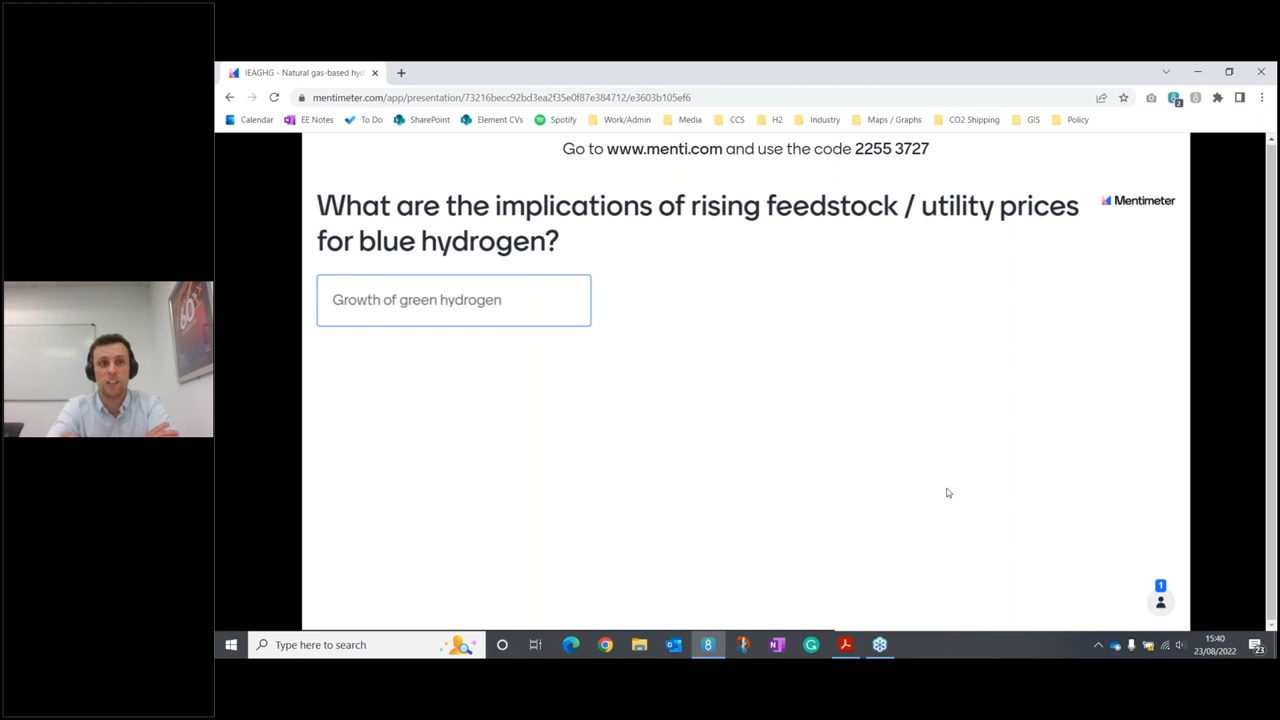 IEAGHG - Natural gas-based hyd
mentimeter.com/app/presentation/73216becc92bd3ea2f35e0f87e384712/e3603b105ef6
Calendar EE Notes To Do SharePoint Element CVs Spotify Work/Admin Media CCS H2 Industry Maps / Graphs CO2 Shipping GIS Policy
Go to www.menti.com and use the code 2255 3727
What are the implications of rising feedstock / utility prices
for blue hydrogen?
Mentimeter
Growth of green hydrogen
60
1
Type here to search
15:40
23/08/2022
23